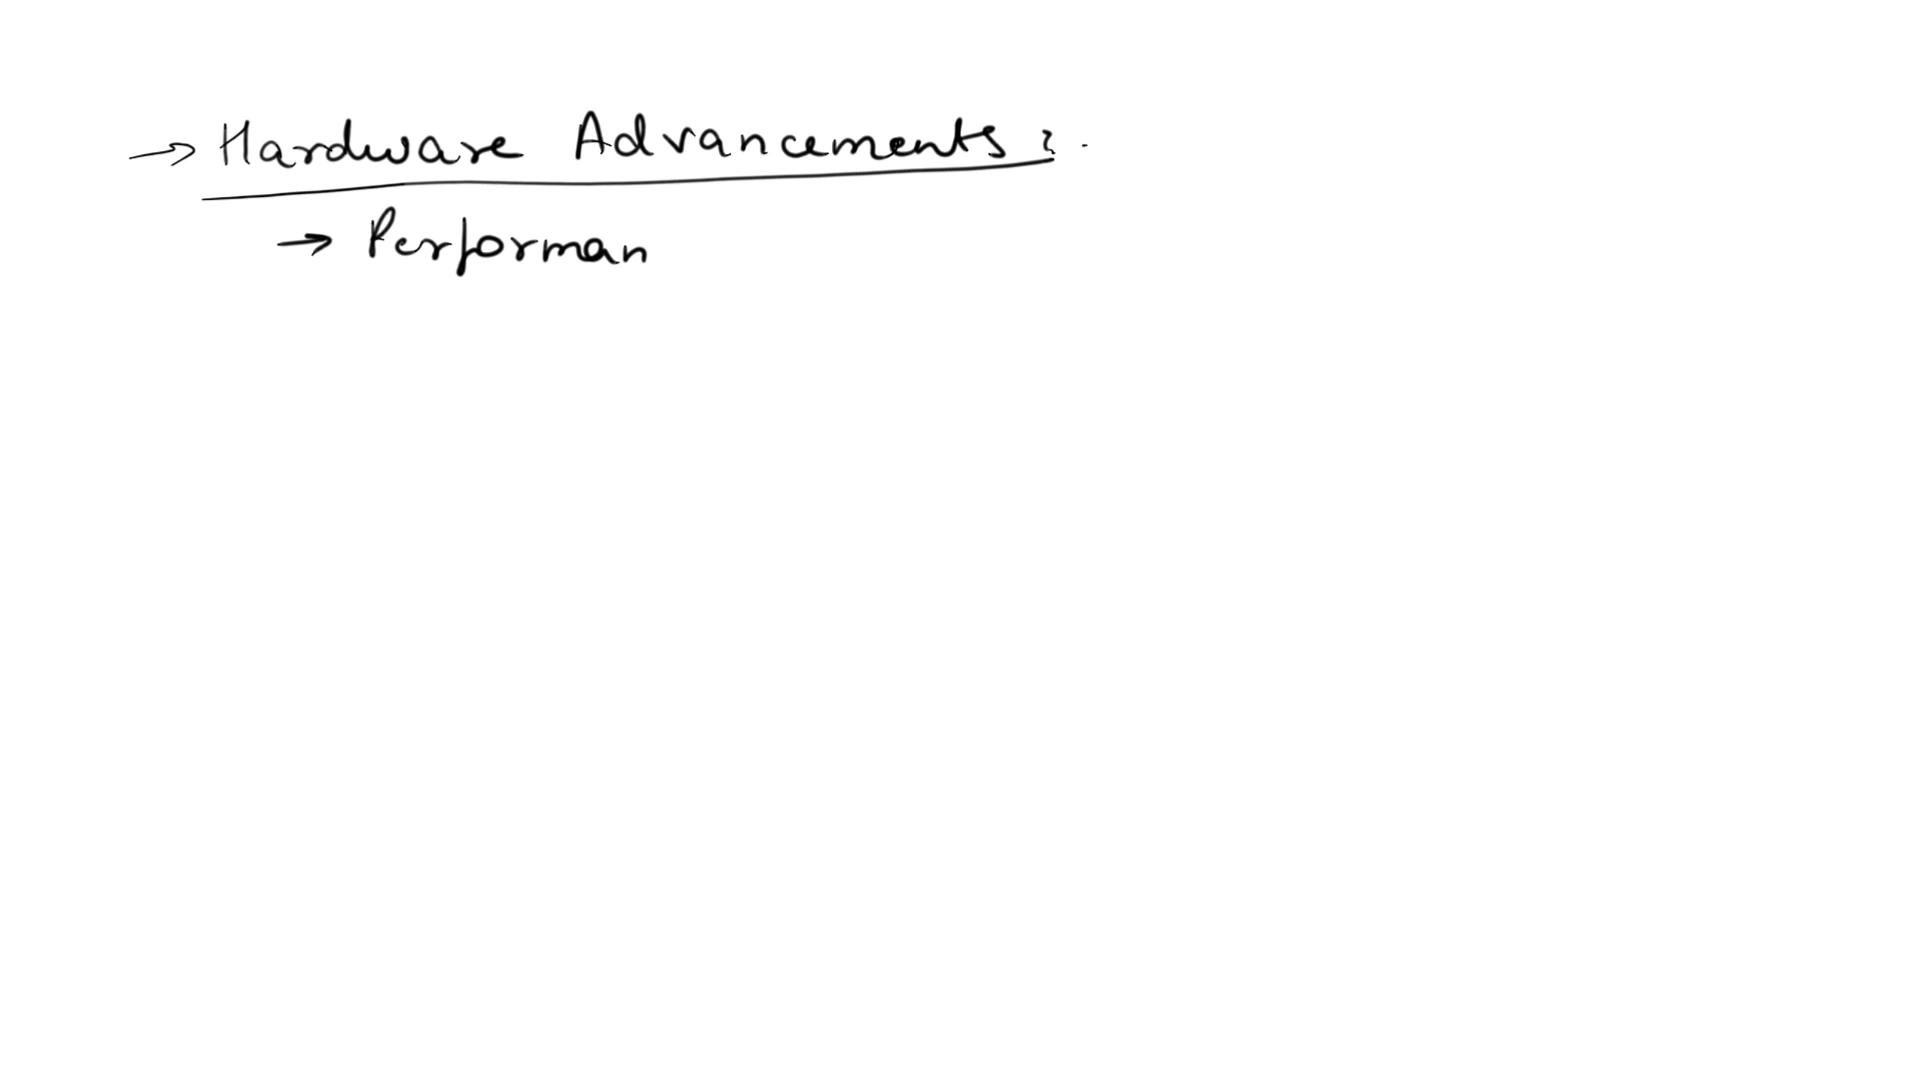 → Hardware Advancements :
→ Performan